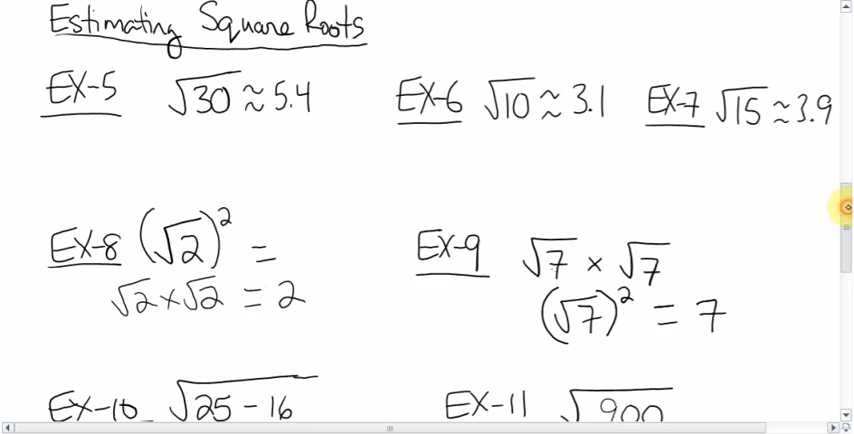 Estimating Square Roots
EX-5 √30 ≈ 5.4 EX-6 √10 ≈ 3.1 EX-7 √15 ≈ 3.9
EX-8 (√2)² = EX-9 √7 × √7
√2 × √2 = 2 (√7)² = 7
EX-10 √25 - 16 EX-11 √900